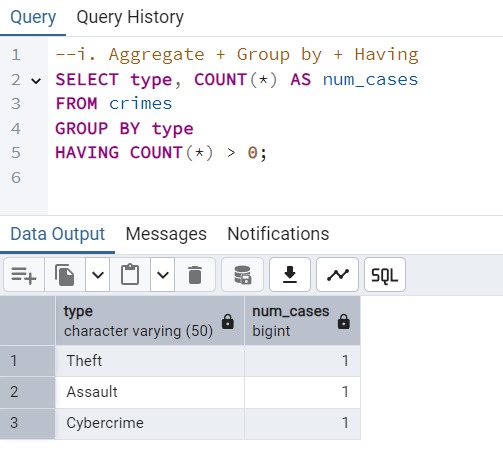 Query Query History
1 --i. Aggregate + Group by + Having
2 SELECT type, COUNT(*) AS num_cases
3 FROM crimes
4 GROUP BY type
5 HAVING COUNT(*) > 0;
6
Data Output Messages Notifications
SQL
type num_cases
character varying (50) bigint
1 Theft 1
2 Assault 1
3 Cybercrime 1